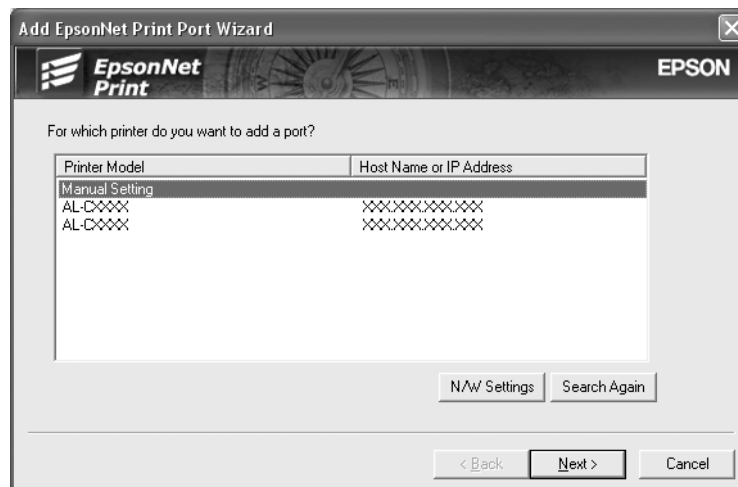 Add EpsonNet Print Port Wizard
EpsonNet
Print
EPSON
For which printer do you want to add a port?
Printer Model Host Name or IP Address
Manual Setting
AL-CXXXX XXX.XXX.XXX.XXX
AL-CXXXX XXX.XXX.XXX.XXX
N/W Settings Search Again
< Back Next > Cancel